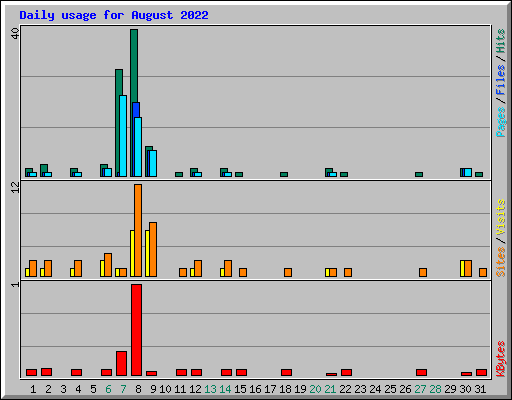 Daily usage for August 2022
40
Pages/Files/Hits
12
Sites/Visits
1
KBytes
1 2 3 4 5 6 7 8 9 10 11 12 13 14 15 16 17 18 19 20 21 22 23 24 25 26 27 28 29 30 31